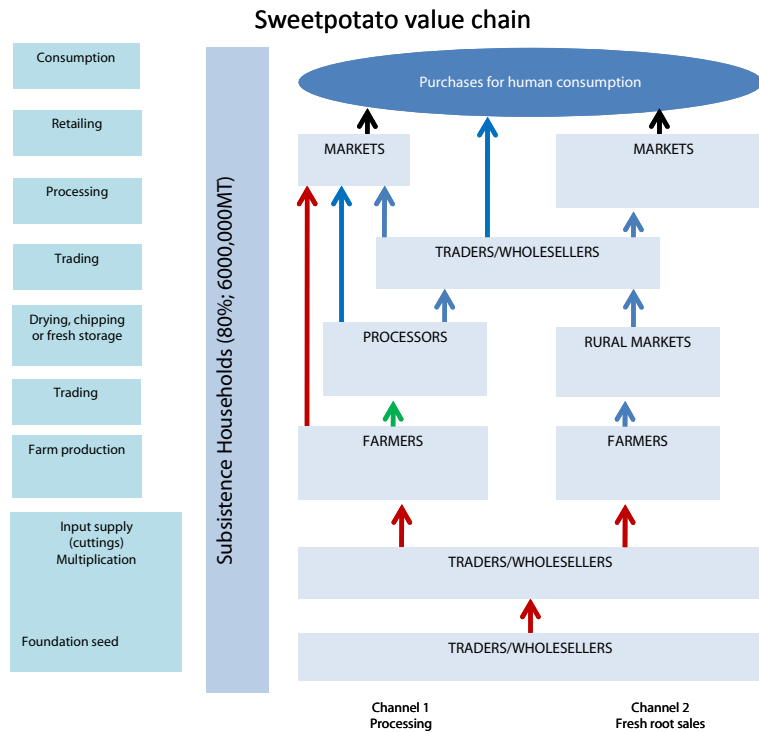 Sweetpotato value chain
Consumption
Retailing
Processing
Trading
Drying, chipping
or fresh storage
Trading
Farm production
Input supply
(cuttings)
Multiplication
Foundation seed
Subsistence Households (80%; 6000,000MT)
Purchases for human consumption
MARKETS
MARKETS
TRADERS/WHOLESELLERS
PROCESSORS
RURAL MARKETS
FARMERS
FARMERS
TRADERS/WHOLESELLERS
TRADERS/WHOLESELLERS
Channel 1
Processing
Channel 2
Fresh root sales